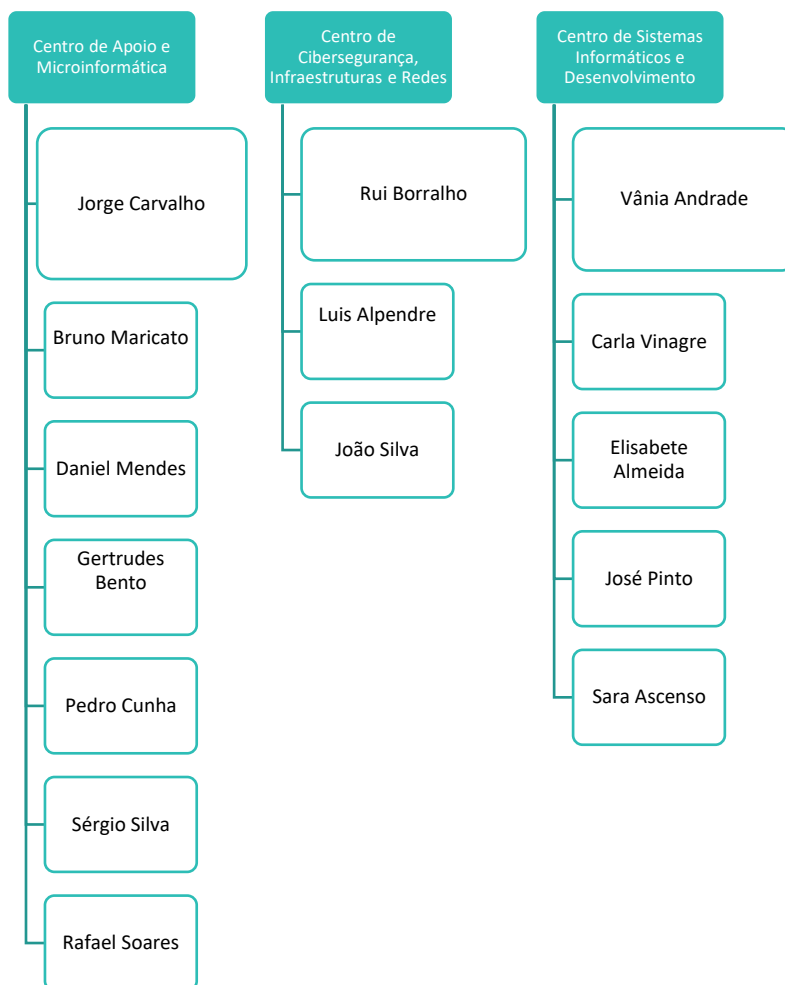 Centro de Apoio e
Microinformática
Jorge Carvalho
Bruno Maricato
Daniel Mendes
Gertrudes
Bento
Pedro Cunha
Sérgio Silva
Rafael Soares
Centro de
Cibersegurança,
Infraestruturas e Redes
Rui Borralho
Luis Alpendre
João Silva
Centro de Sistemas
Informáticos e
Desenvolvimento
Vânia Andrade
Carla Vinagre
Elisabete
Almeida
José Pinto
Sara Ascenso